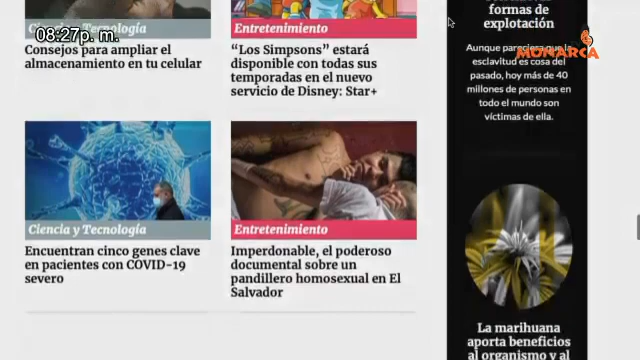 08:27p. m.
Ciencia y Tecnología
Consejos para ampliar el
almacenamiento en tu celular
Entretenimiento
“Los Simpsons” estará
disponible con todas sus
temporadas en el nuevo
servicio de Disney: Star+
formas de
explotación
Aunque pareciera que la
esclavitud es cosa del
pasado, hoy más de 40
millones de personas en
todo el mundo son
víctimas de ella.
MONARCA
Ciencia y Tecnología
Encuentran cinco genes clave
en pacientes con COVID-19
severo
Entretenimiento
Imperdonable, el poderoso
documental sobre un
pandillero homosexual en El
Salvador
La marihuana
aporta beneficios
al organismo y al